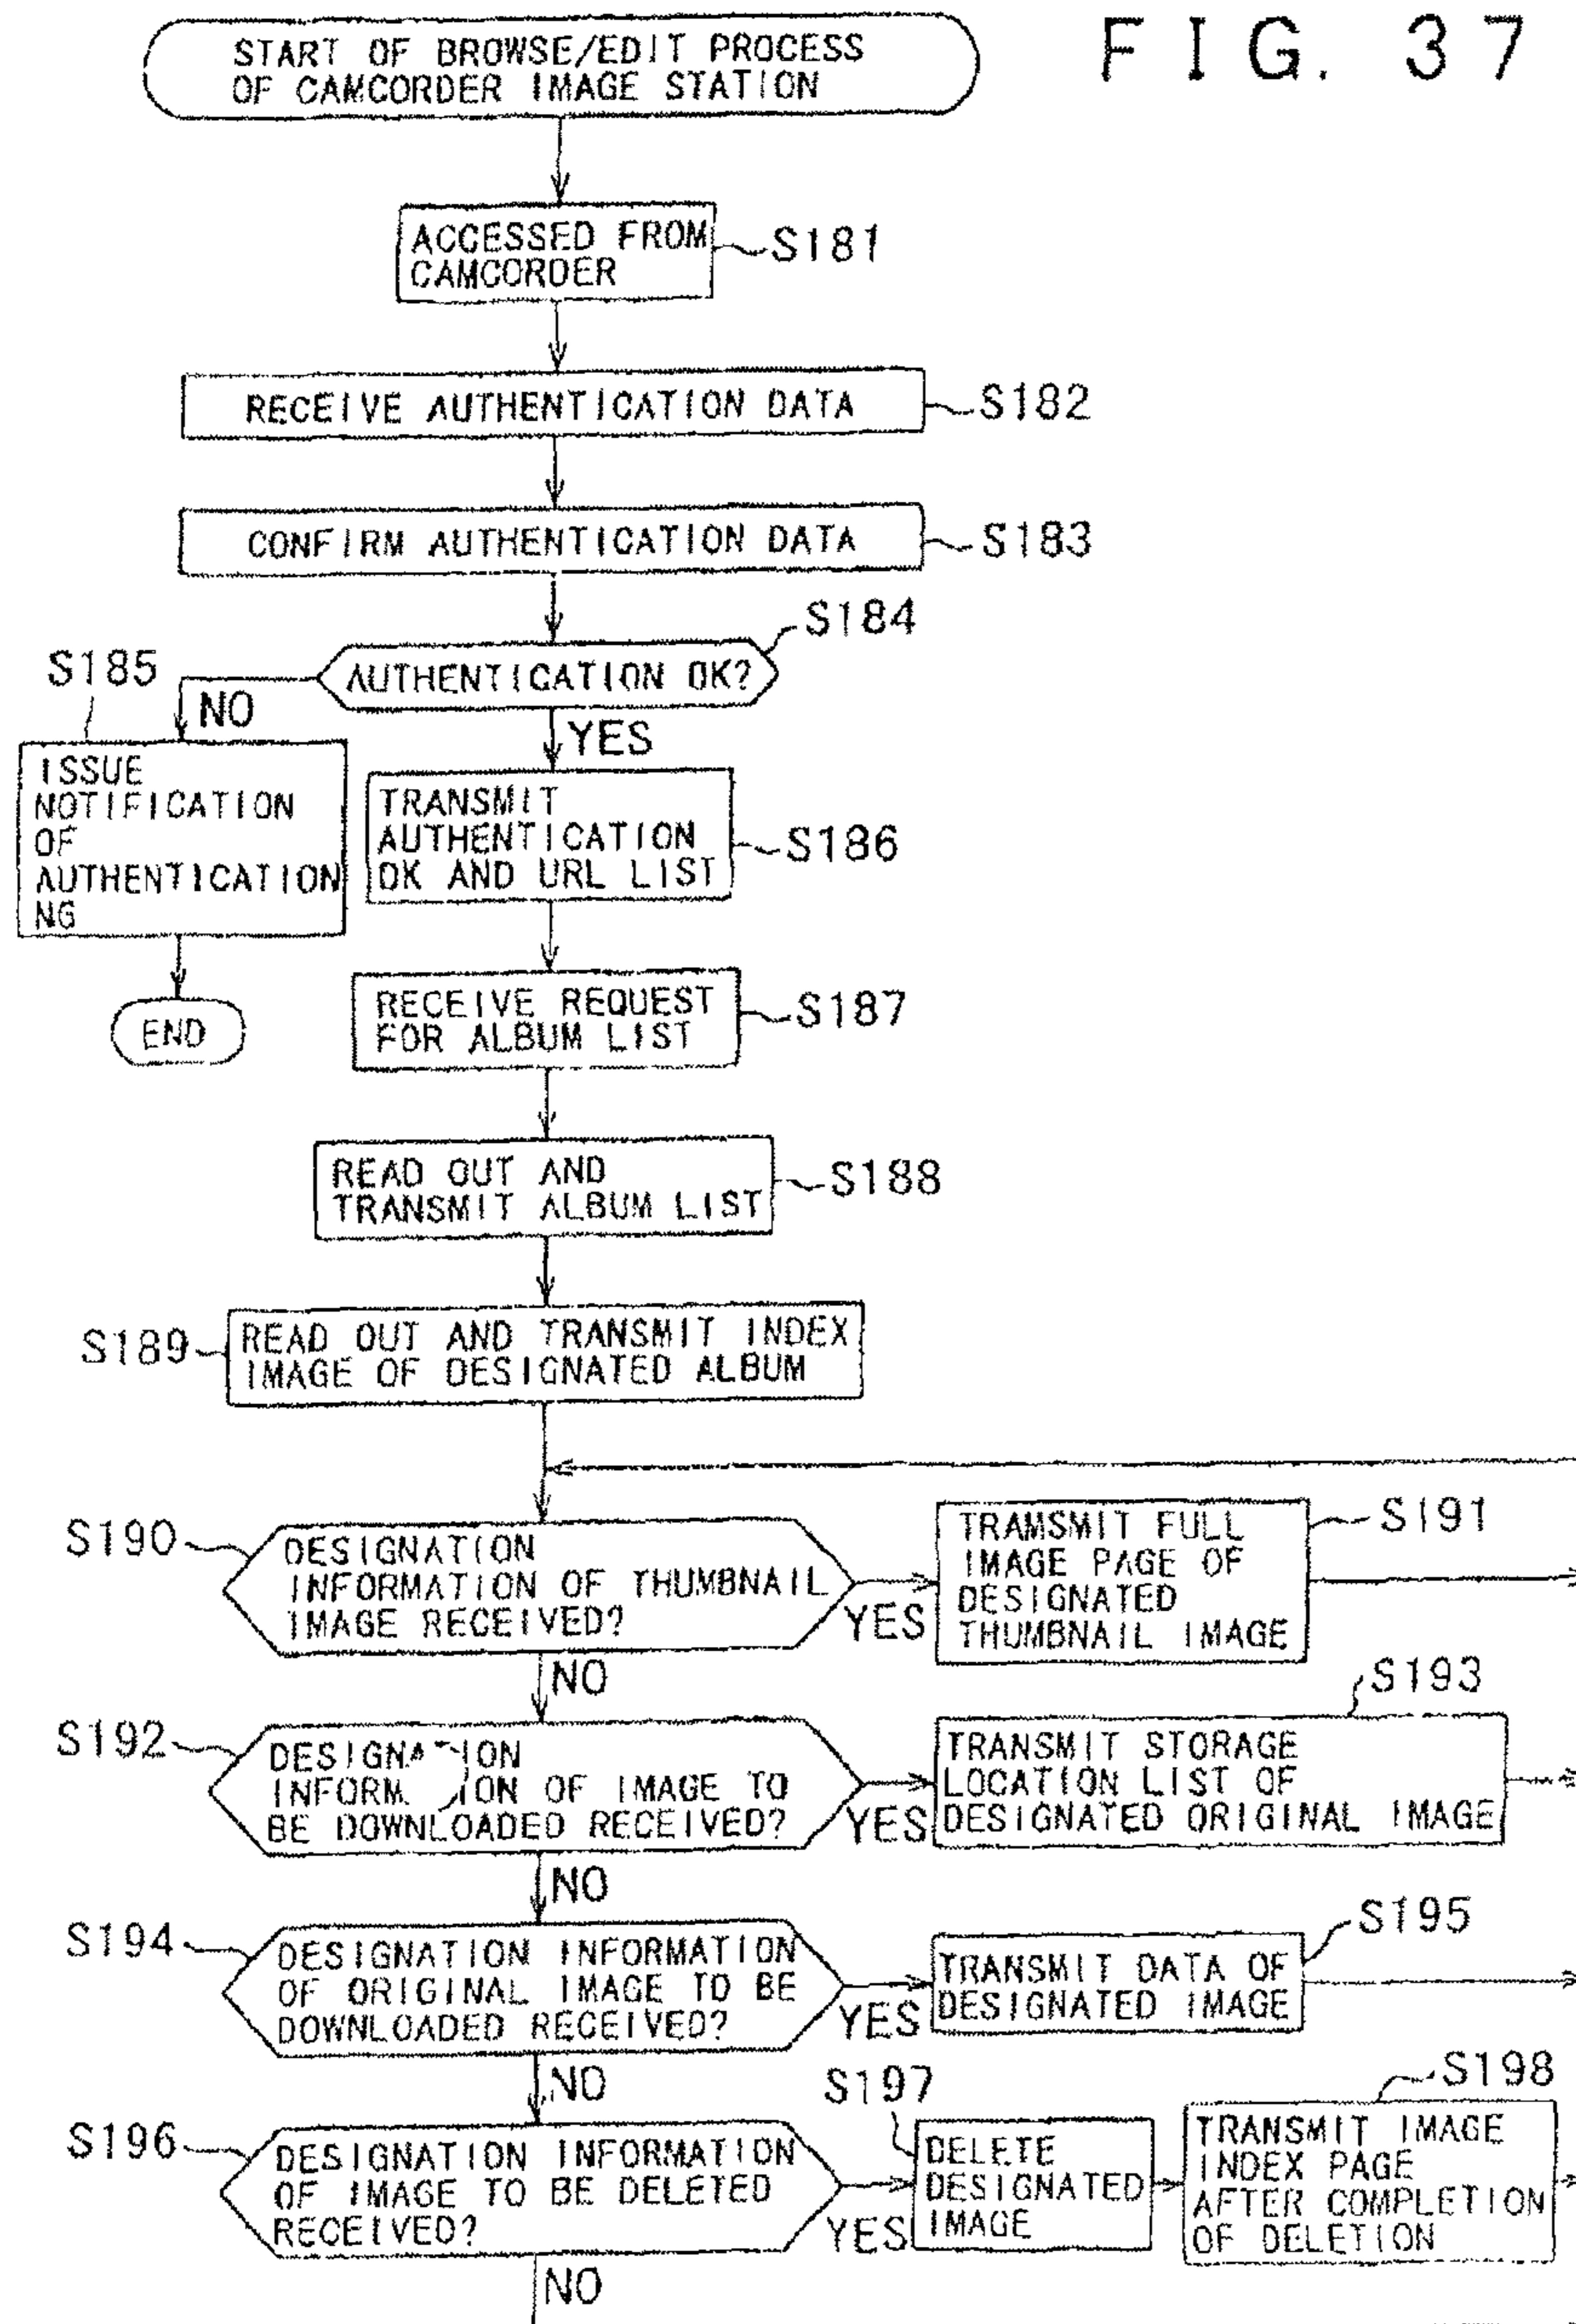 FIG. 37
START OF BROWSE/EDIT PROCESS
OF CAMCORDER IMAGE STATION
ACCESSED FROM
CAMCORDER
S181
RECEIVE AUTHENTICATION DATA
S182
CONFIRM AUTHENTICATION DATA
S183
S184
AUTHENTICATION OK?
S185
NO
YES
ISSUE
NOTIFICATION
OF
AUTHENTICATION
NG
TRANSMIT
AUTHENTICATION
OK AND URL LIST
S186
END
RECEIVE REQUEST
FOR ALBUM LIST
S187
READ OUT AND
TRANSMIT ALBUM LIST
S188
S189
READ OUT AND TRANSMIT INDEX
IMAGE OF DESIGNATED ALBUM
S190
DESIGNATION
INFORMATION OF THUMBNAIL
IMAGE RECEIVED?
YES
TRAMSMIT FULL
IMAGE PAGE OF
DESIGNATED
THUMBNAIL IMAGE
S191
NO
S192
DESIGNATION
OF IMAGE TO
BE DOWNLOADED RECEIVED?
YES
S193
TRANSMIT STORAGE
LOCATION LIST OF
DESIGNATED ORIGINAL IMAGE
NO
S194
DESIGNATION INFORMATION
OF ORIGINAL IMAGE TO BE
DOWNLOADED RECEIVED?
YES
S195
TRANSMIT DATA OF
DESIGNATED IMAGE
NO
S196
DESIGNATION INFORMATION
OF IMAGE TO BE DELETED
RECEIVED?
YES
S197
DELETE
DESIGNATED
IMAGE
S198
TRANSMIT IMAGE
INDEX PAGE
AFTER COMPLETION
OF DELETION
NO